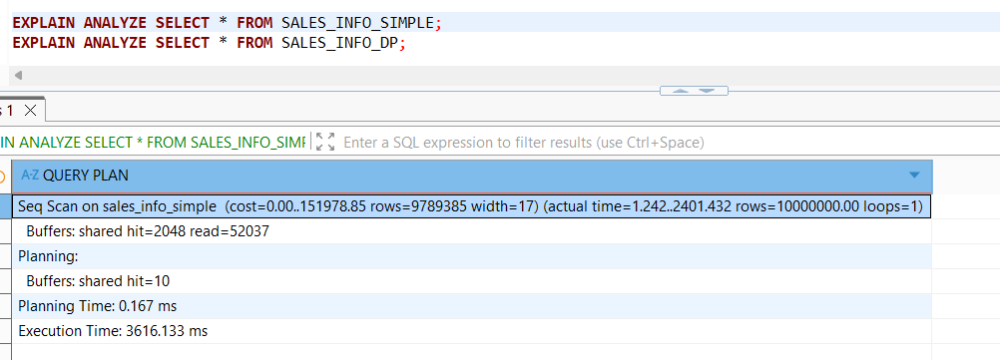 EXPLAIN ANALYZE SELECT * FROM SALES_INFO_SIMPLE;
EXPLAIN ANALYZE SELECT * FROM SALES_INFO_DP;
s 1
IN ANALYZE SELECT * FROM SALES_INFO_SIMP
Enter a SQL expression to filter results (use Ctrl+Space)
A-Z QUERY PLAN
Seq Scan on sales_info_simple (cost=0.00..151978.85 rows=9789385 width=17) (actual time=1.242..2401.432 rows=10000000.00 loops=1)
Buffers: shared hit=2048 read=52037
Planning:
Buffers: shared hit=10
Planning Time: 0.167 ms
Execution Time: 3616.133 ms